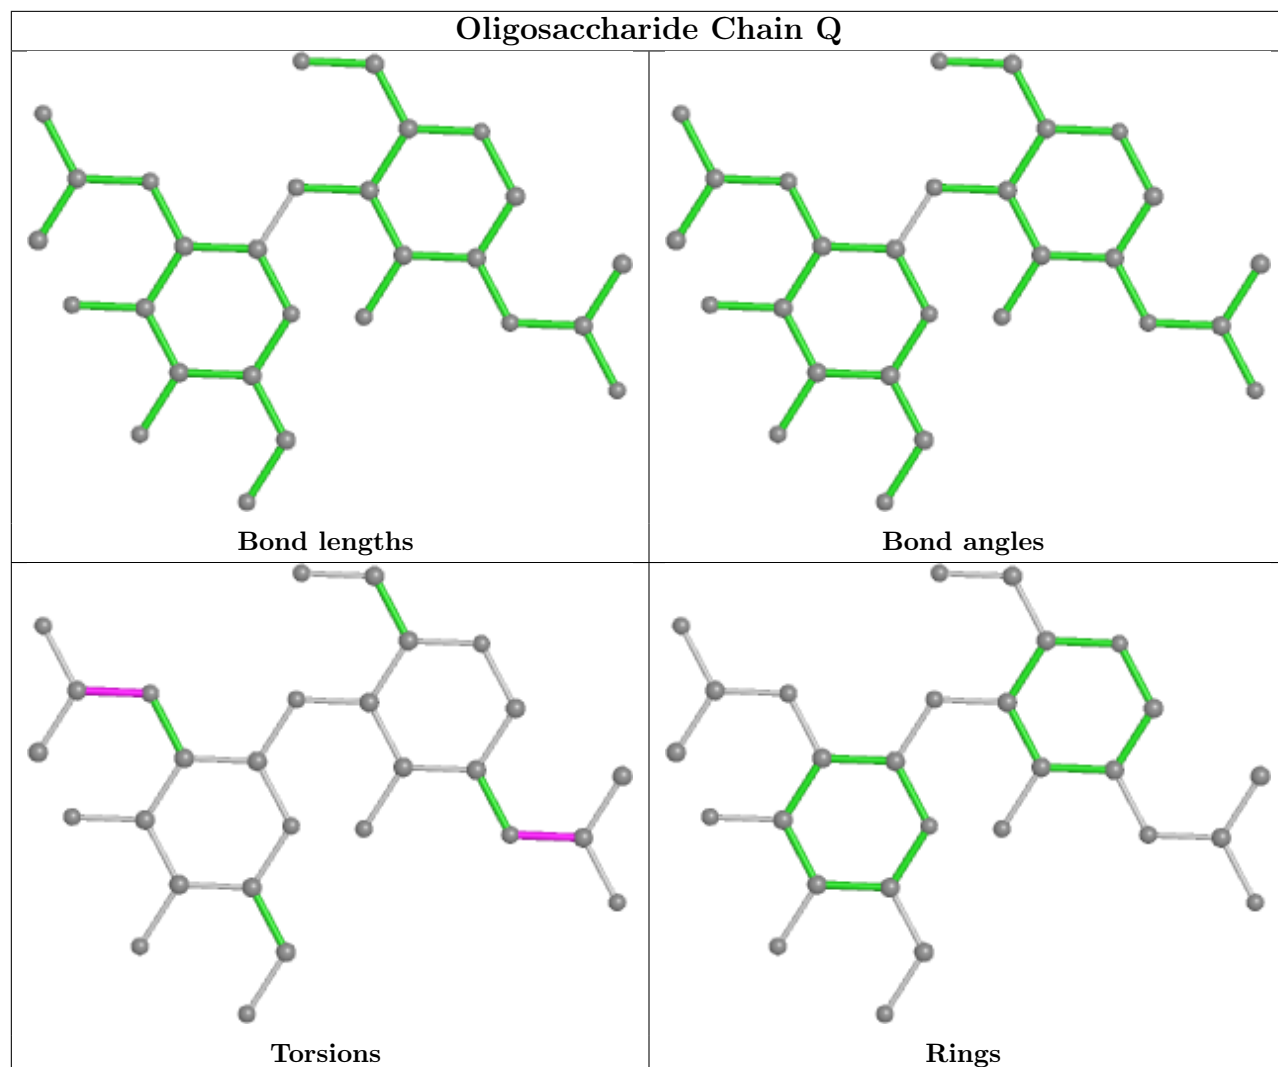 Oligosaccharide Chain Q
Bond lengths
Bond angles
Torsions
Rings